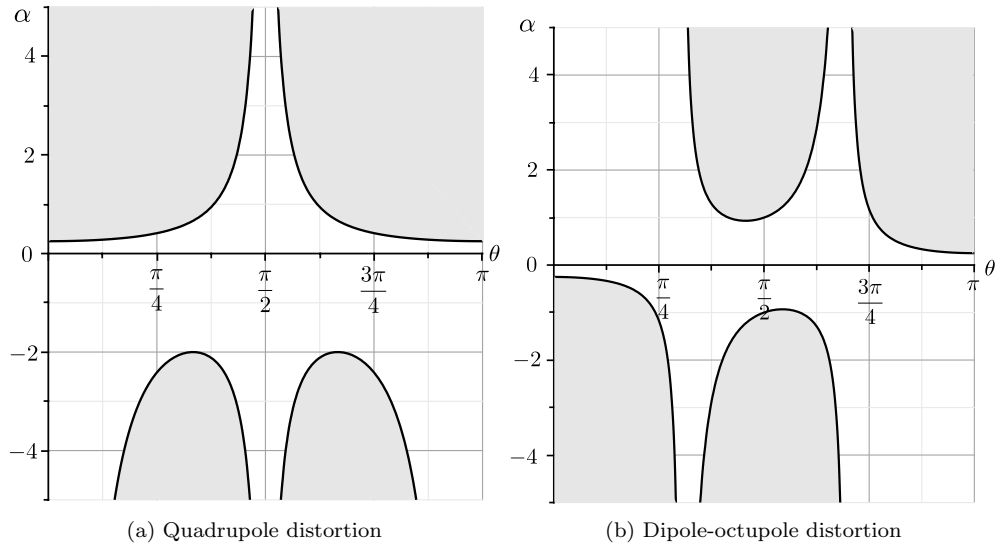 α
4
2
0
−2
−4
π/4
π/2
3π/4
π
θ
(a) Quadrupole distortion
α
4
2
0
−2
−4
π/4
π/2
3π/4
π
θ
(b) Dipole-octupole distortion